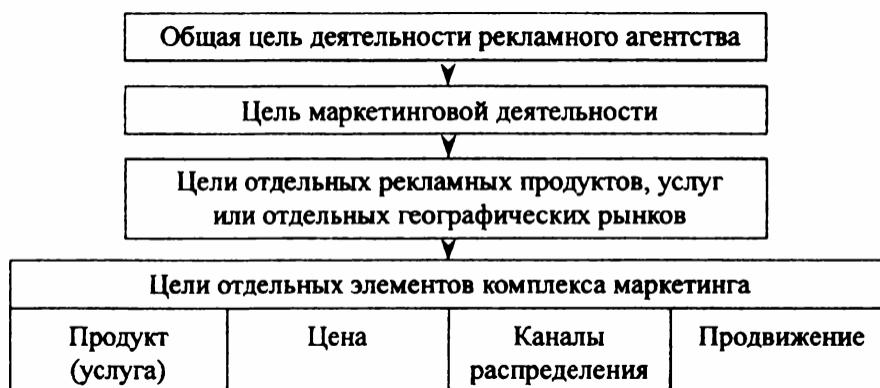 Общая цель деятельности рекламного агентства
Цель маркетинговой деятельности
Цели отдельных рекламных продуктов, услуг
или отдельных географических рынков
Цели отдельных элементов комплекса маркетинга
Продукт
(услуга)
Цена
Каналы
распределения
Продвижение